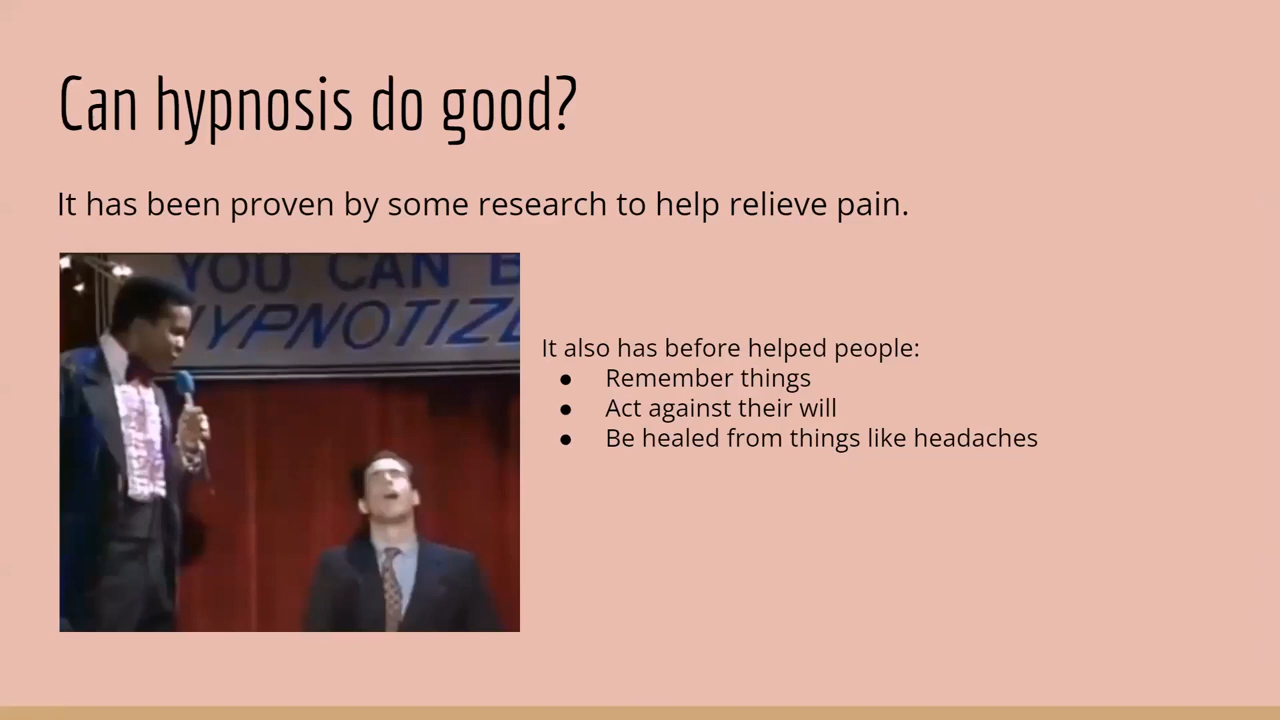 Can hypnosis do good?
It has been proven by some research to help relieve pain.
YOU CAN B
HYPNOTIZE
It also has before helped people:
● Remember things
● Act against their will
● Be healed from things like headaches